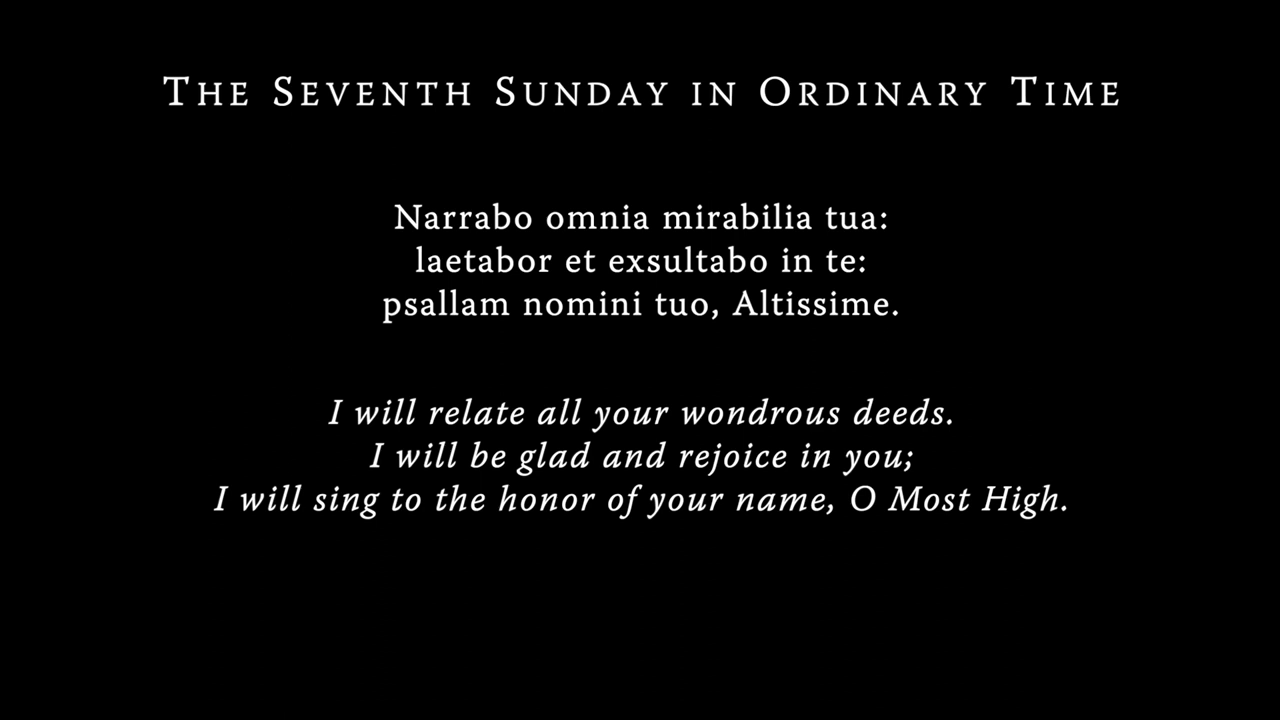 The Seventh Sunday in Ordinary Time
Narrabo omnia mirabilia tua:
laetabor et exsultabo in te:
psallam nomini tuo, Altissime.
I will relate all your wondrous deeds.
I will be glad and rejoice in you;
I will sing to the honor of your name, O Most High.